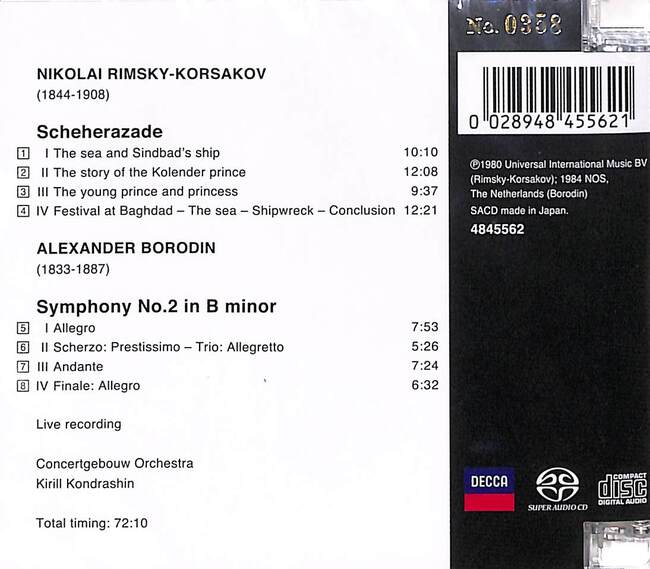 NIKOLAI RIMSKY-KORSAKOV
(1844-1908)
Scheherazade
1 I The sea and Sindbad's ship 10:10
2 II The story of the Kolender prince 12:08
3 III The young prince and princess 9:37
4 IV Festival at Baghdad – The sea – Shipwreck – Conclusion 12:21
ALEXANDER BORODIN
(1833-1887)
Symphony No.2 in B minor
5 I Allegro 7:53
6 II Scherzo: Prestissimo – Trio: Allegretto 5:26
7 III Andante 7:24
8 IV Finale: Allegro 6:32
Live recording
Concertgebouw Orchestra
Kirill Kondrashin
Total timing: 72:10
No. 0358
0 028948 455621
℗1980 Universal International Music BV
(Rimsky-Korsakov); 1984 NOS,
The Netherlands (Borodin)
SACD made in Japan.
4845562
DECCA
SUPER AUDIO CD
COMPACT
disc
DIGITAL AUDIO